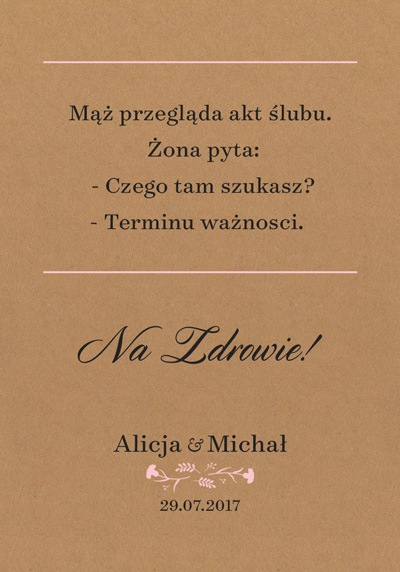 Mąż przegląda akt ślubu.
Żona pyta:
- Czego tam szukasz?
- Terminu ważnosci.
Na Zdrowie!
Alicja & Michał
29.07.2017